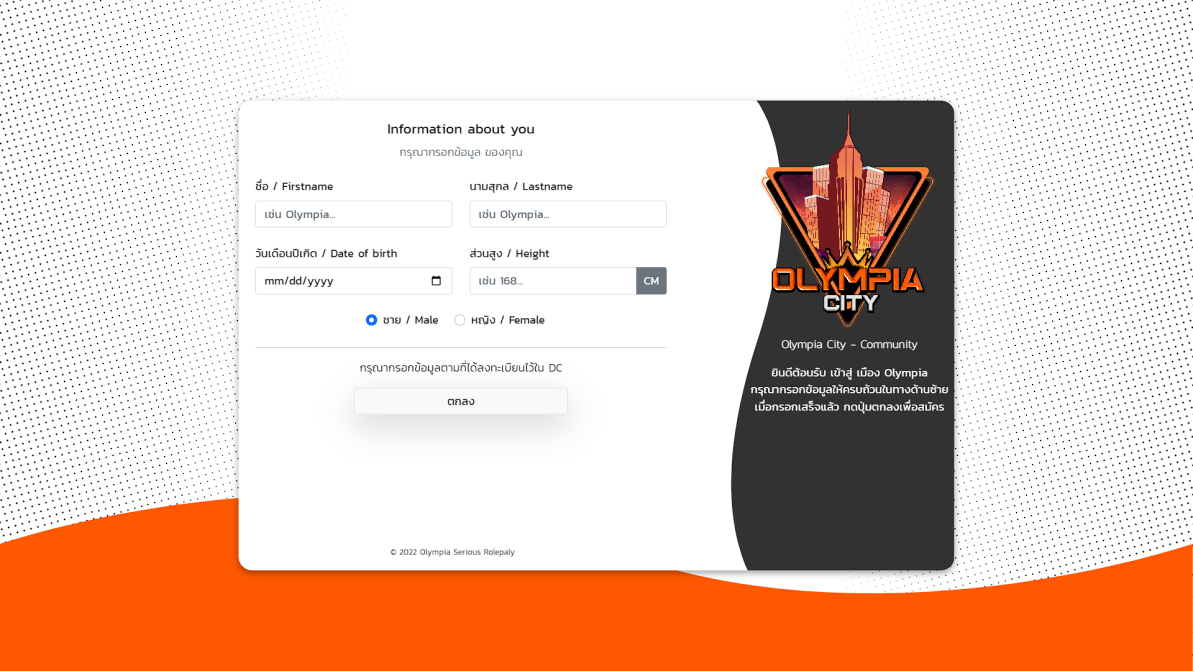 Information about you
กรุณากรอกข้อมูล ของคุณ
ชื่อ / Firstname
นามสกุล / Lastname
เช่น Olympia...
เช่น Olympia...
วันเดือนปีเกิด / Date of birth
ส่วนสูง / Height
mm/dd/yyyy
เช่น 168...
CM
ชาย / Male
หญิง / Female
กรุณากรอกข้อมูลตามที่ได้ลงทะเบียนไว้ใน DC
ตกลง
© 2022 Olympia Serious Rolepaly
OLYMPIA
CITY
Olympia City - Community
ยินดีต้อนรับ เข้าสู่ เมือง Olympia
กรุณากรอกข้อมูลให้ครบถ้วนในทางด้านซ้าย
เมื่อกรอกเสร็จแล้ว กดปุ่มตกลงเพื่อสมัคร